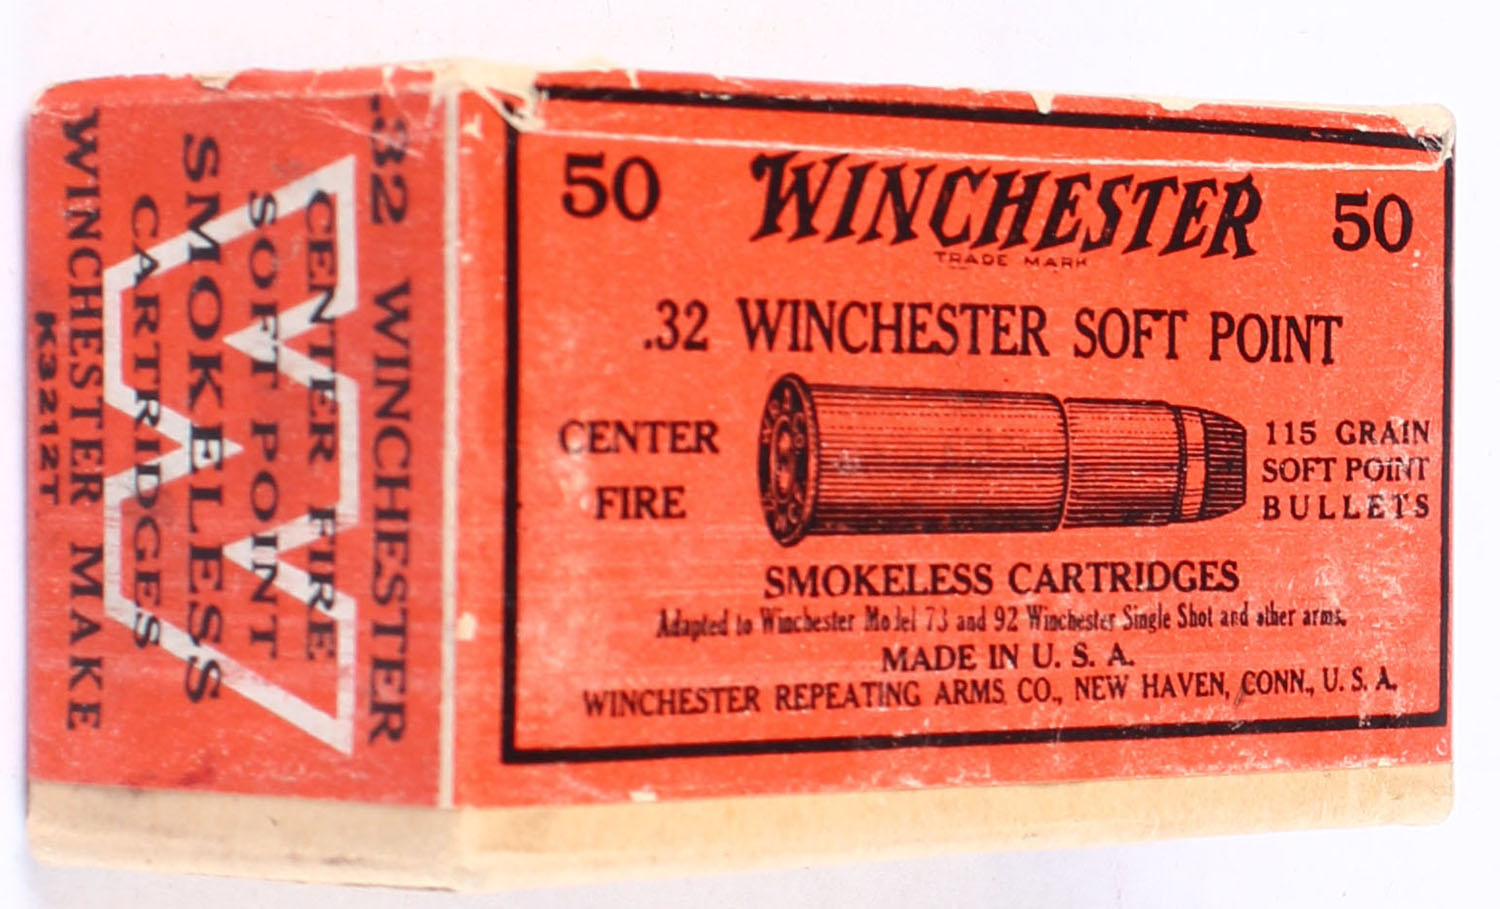 50 WINCHESTER 50
TRADE MARK
.32 WINCHESTER SOFT POINT
CENTER
FIRE
115 GRAIN
SOFT POINT
BULLETS
SMOKELESS CARTRIDGES
Adapted to Winchester Model 73 and 92 Winchester Single Shot and other arms.
MADE IN U. S. A.
WINCHESTER REPEATING ARMS CO., NEW HAVEN, CONN., U. S. A.
.32 WINCHESTER
CENTER FIRE
SOFT POINT
SMOKELESS
CARTRIDGES
WINCHESTER MAKE
K3212T